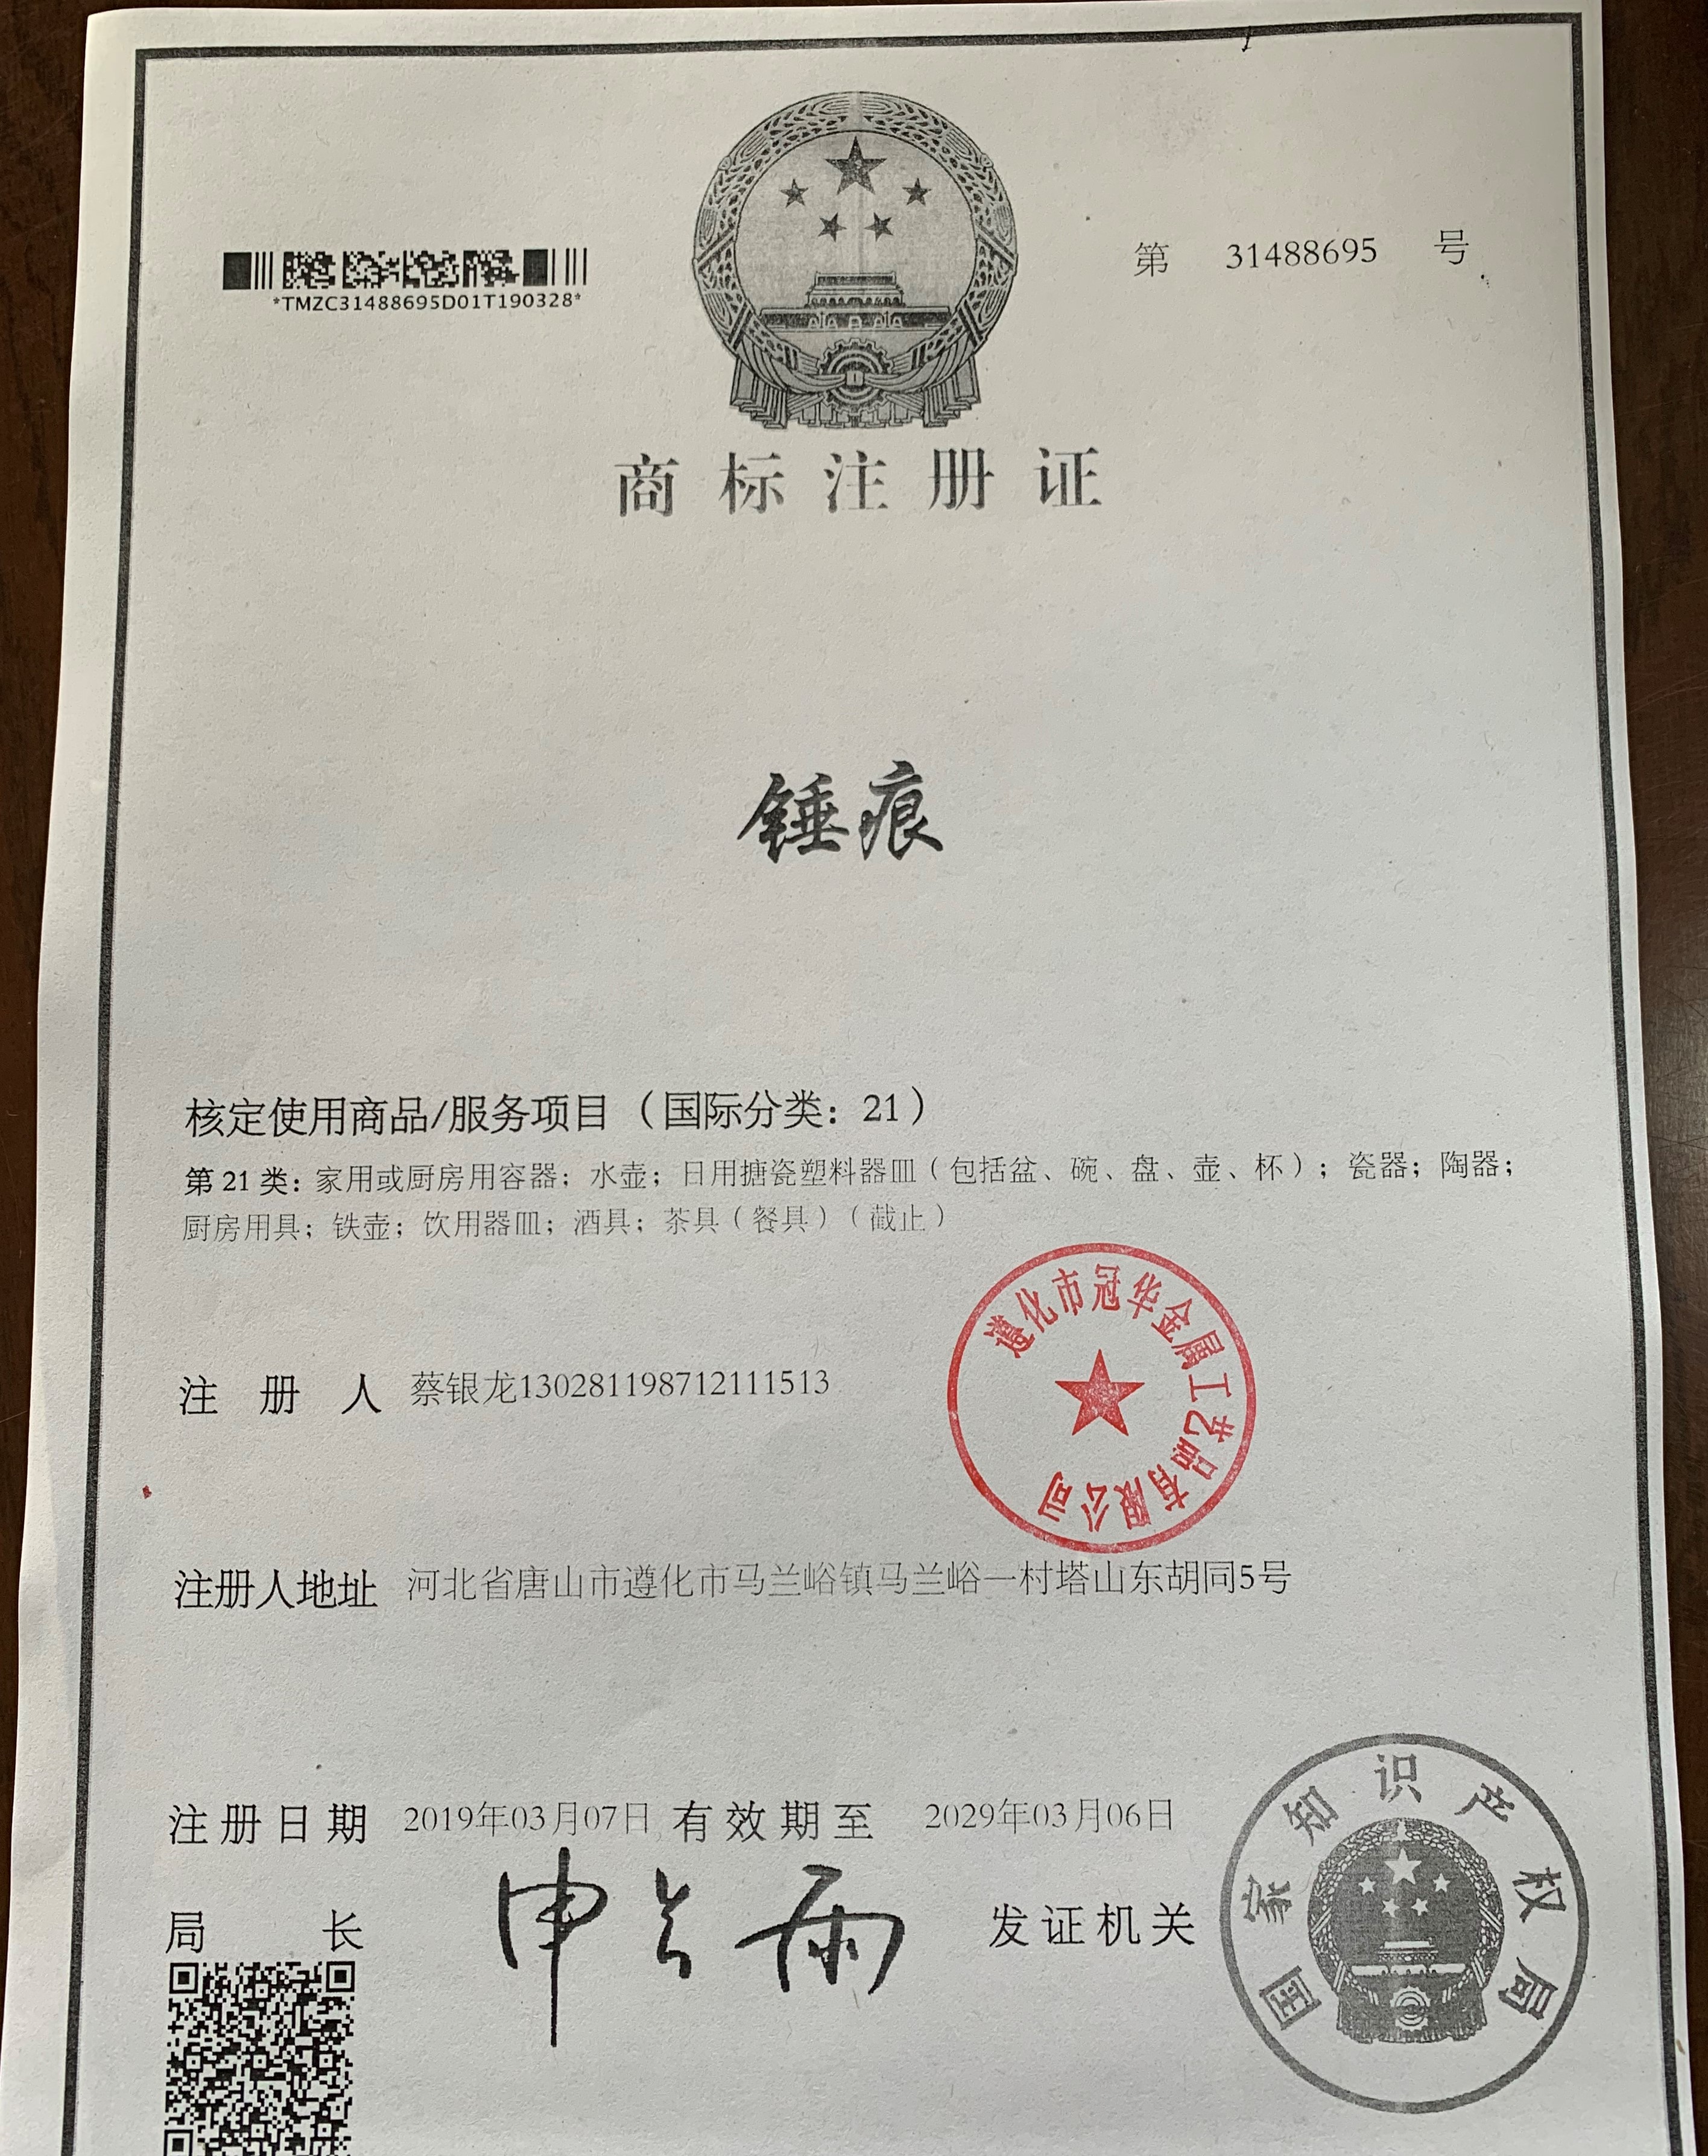 第 31488695 号
*TMZC31488695D01T190328*
商标注册证
锤痕
核定使用商品/服务项目（国际分类：21）
第21类：家用或厨房用容器；水壶；日用搪瓷塑料器皿（包括盆、碗、盘、壶、杯）；瓷器；陶器；
厨房用具；铁壶；饮用器皿；酒具；茶具（餐具）（截止）
遵化市冠华金属工艺品有限公司
注册人 蔡银龙130281198712111513
注册人地址 河北省唐山市遵化市马兰峪镇马兰峪一村塔山东胡同5号
注册日期 2019年03月07日 有效期至 2029年03月06日
局长 申长雨 发证机关
国家知识产权局